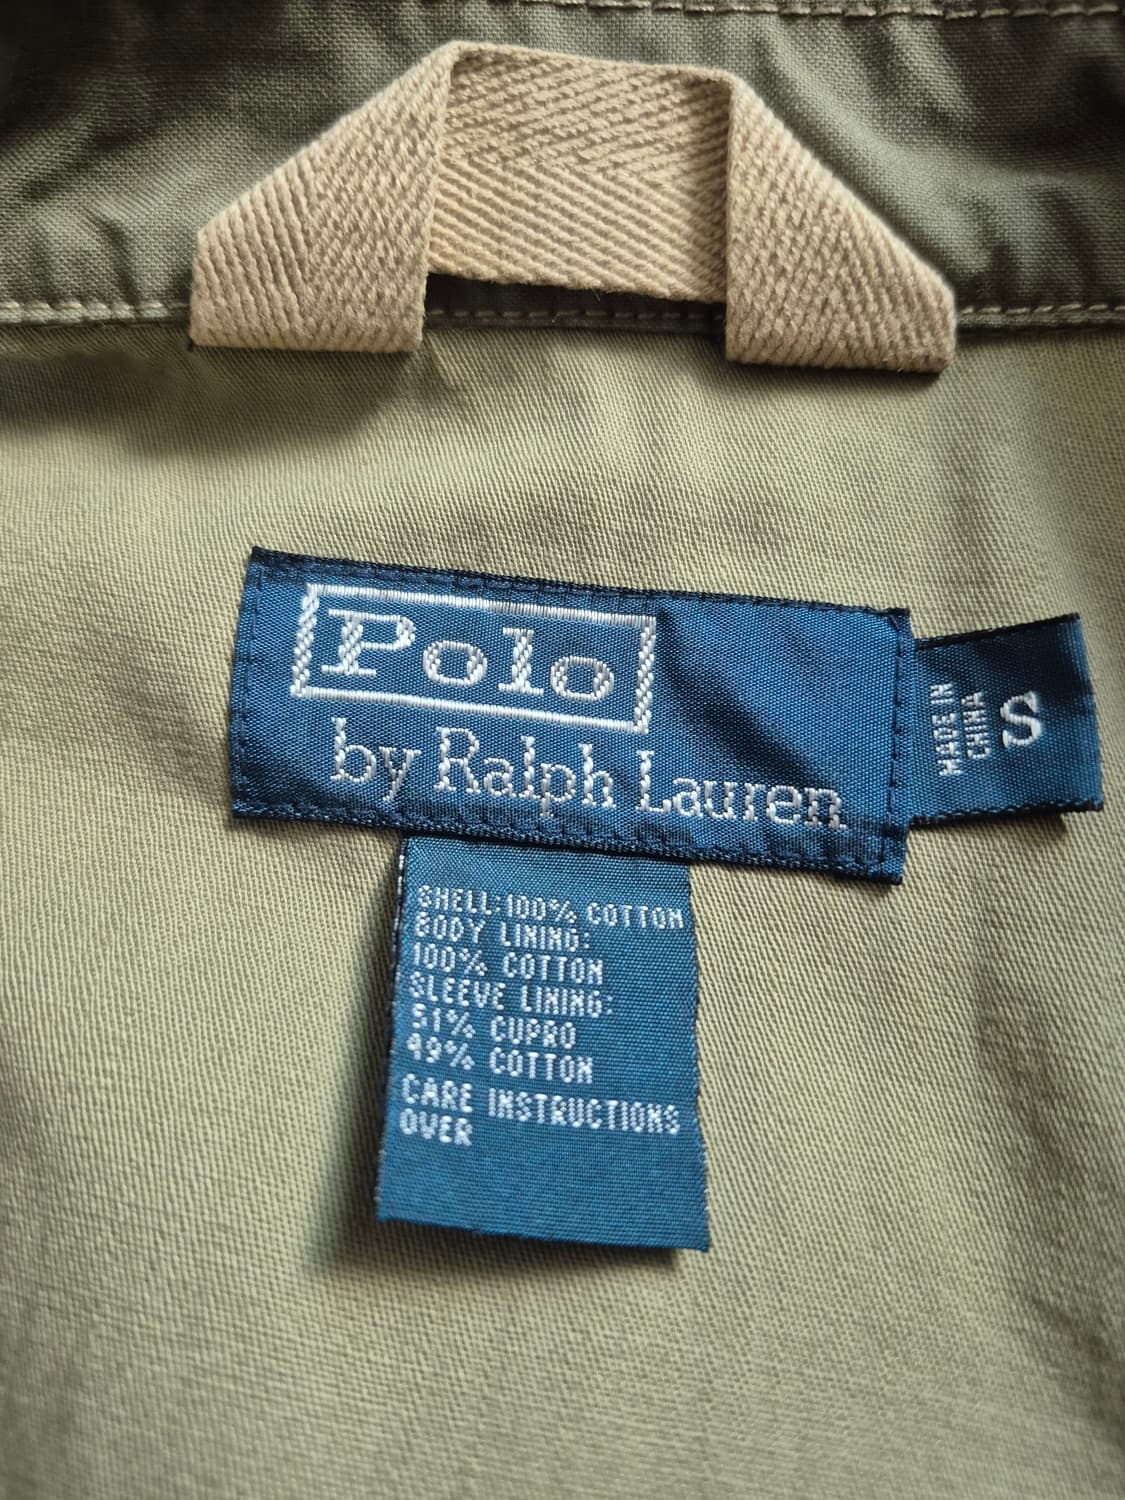 Polo
by Ralph Lauren
MADE IN
CHINA
S
SHELL:100% COTTON
BODY LINING:
100% COTTON
SLEEVE LINING:
51% CUPRO
49% COTTON
CARE INSTRUCTIONS
OVER